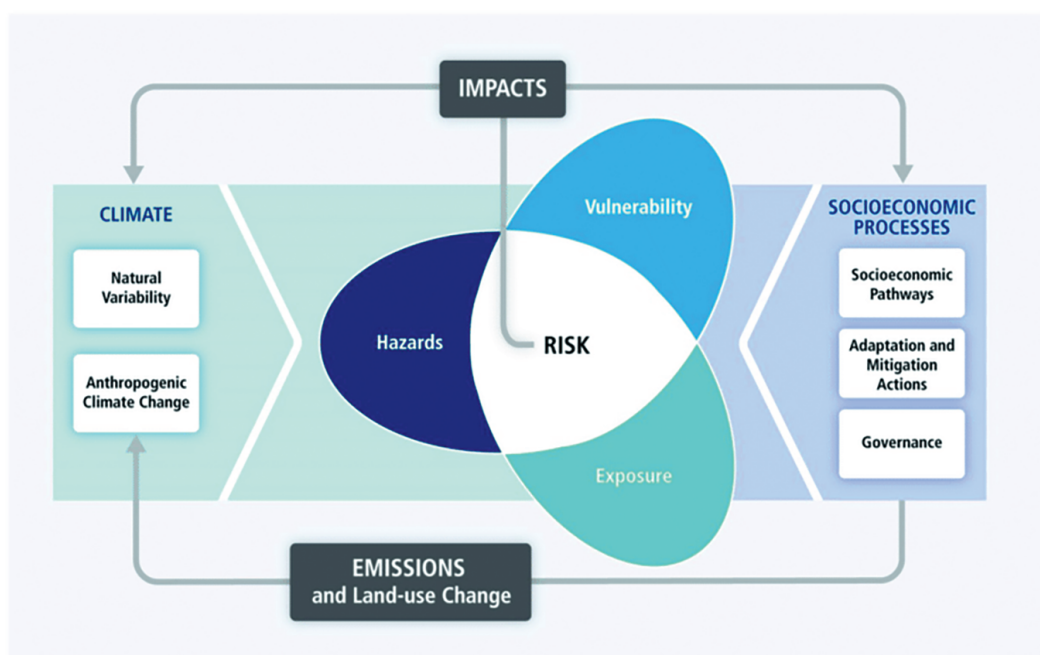 IMPACTS
CLIMATE
Natural
Variability
Anthropogenic
Climate Change
Vulnerability
Hazards
RISK
Exposure
SOCIOECONOMIC
PROCESSES
Socioeconomic
Pathways
Adaptation and
Mitigation
Actions
Governance
EMISSIONS
and Land-use Change